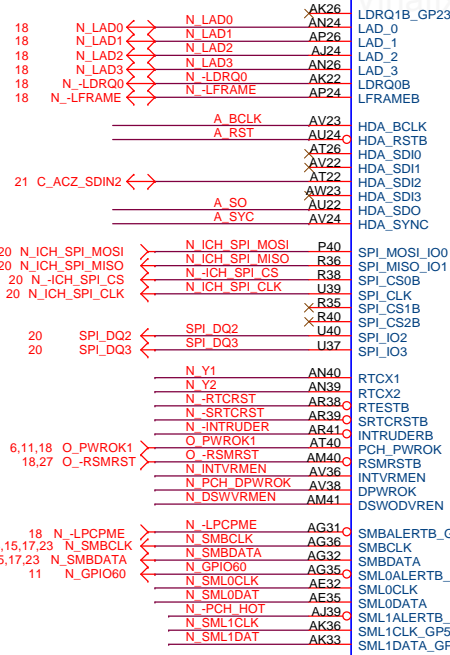 AK26 LDRQ1B_GP23
18 N_LAD0 N_LAD0 AN24 LAD_0
18 N_LAD1 N_LAD1 AP26 LAD_1
18 N_LAD2 N_LAD2 AJ24 LAD_2
18 N_LAD3 N_LAD3 AN26 LAD_3
18 N_-LDRQ0 N_-LDRQ0 AK22 LDRQ0B
18 N_-LFRAME N_-LFRAME AP24 LFRAMEB
A_BCLK AV23 HDA_BCLK
A_RST AU24 HDA_RSTB
AT26 HDA_SDI0
AV22 HDA_SDI1
21 C_ACZ_SDIN2 AT22 HDA_SDI2
AW23 HDA_SDI3
A_SO AU22 HDA_SDO
A_SYC AV24 HDA_SYNC
20 N_ICH_SPI_MOSI N_ICH_SPI_MOSI P40 SPI_MOSI_IO0
20 N_ICH_SPI_MISO N_ICH_SPI_MISO R36 SPI_MISO_IO1
20 N_-ICH_SPI_CS N_-ICH_SPI_CS R38 SPI_CS0B
20 N_ICH_SPI_CLK N_ICH_SPI_CLK U39 SPI_CLK
R35 SPI_CS1B
R40 SPI_CS2B
20 SPI_DQ2 SPI_DQ2 U40 SPI_IO2
20 SPI_DQ3 SPI_DQ3 U37 SPI_IO3
N_Y1 AN40 RTCX1
N_Y2 AN39 RTCX2
N_-RTCRST AR38 RTESTB
N_-SRTCRST AR39 SRTCRSTB
N_-INTRUDER AR41 INTRUDERB
6,11,18 O_PWROK1 O_PWROK1 AT40 PCH_PWROK
18,27 O_-RSMRST O_-RSMRST AM40 RSMRSTB
N_INTVRMEN AV36 INTVRMEN
N_PCH_DPWROK AV38 DPWROK
N_DSWVRMEN AM41 DSWODVREN
18 N_-LPCPME N_-LPCPME AG31 SMBALERTB_G
,15,17,23 N_SMBCLK N_SMBCLK AG36 SMBCLK
5,17,23 N_SMBDATA N_SMBDATA AG32 SMBDATA
11 N_GPIO60 N_GPIO60 AG35 SML0ALERTB_
N_SML0CLK AE32 SML0CLK
N_SML0DAT AE35 SML0DATA
N_-PCH_HOT AJ39 SML1ALERTB_
N_SML1CLK AK36 SML1CLK_GP5
N_SML1DAT AK33 SML1DATA_GP